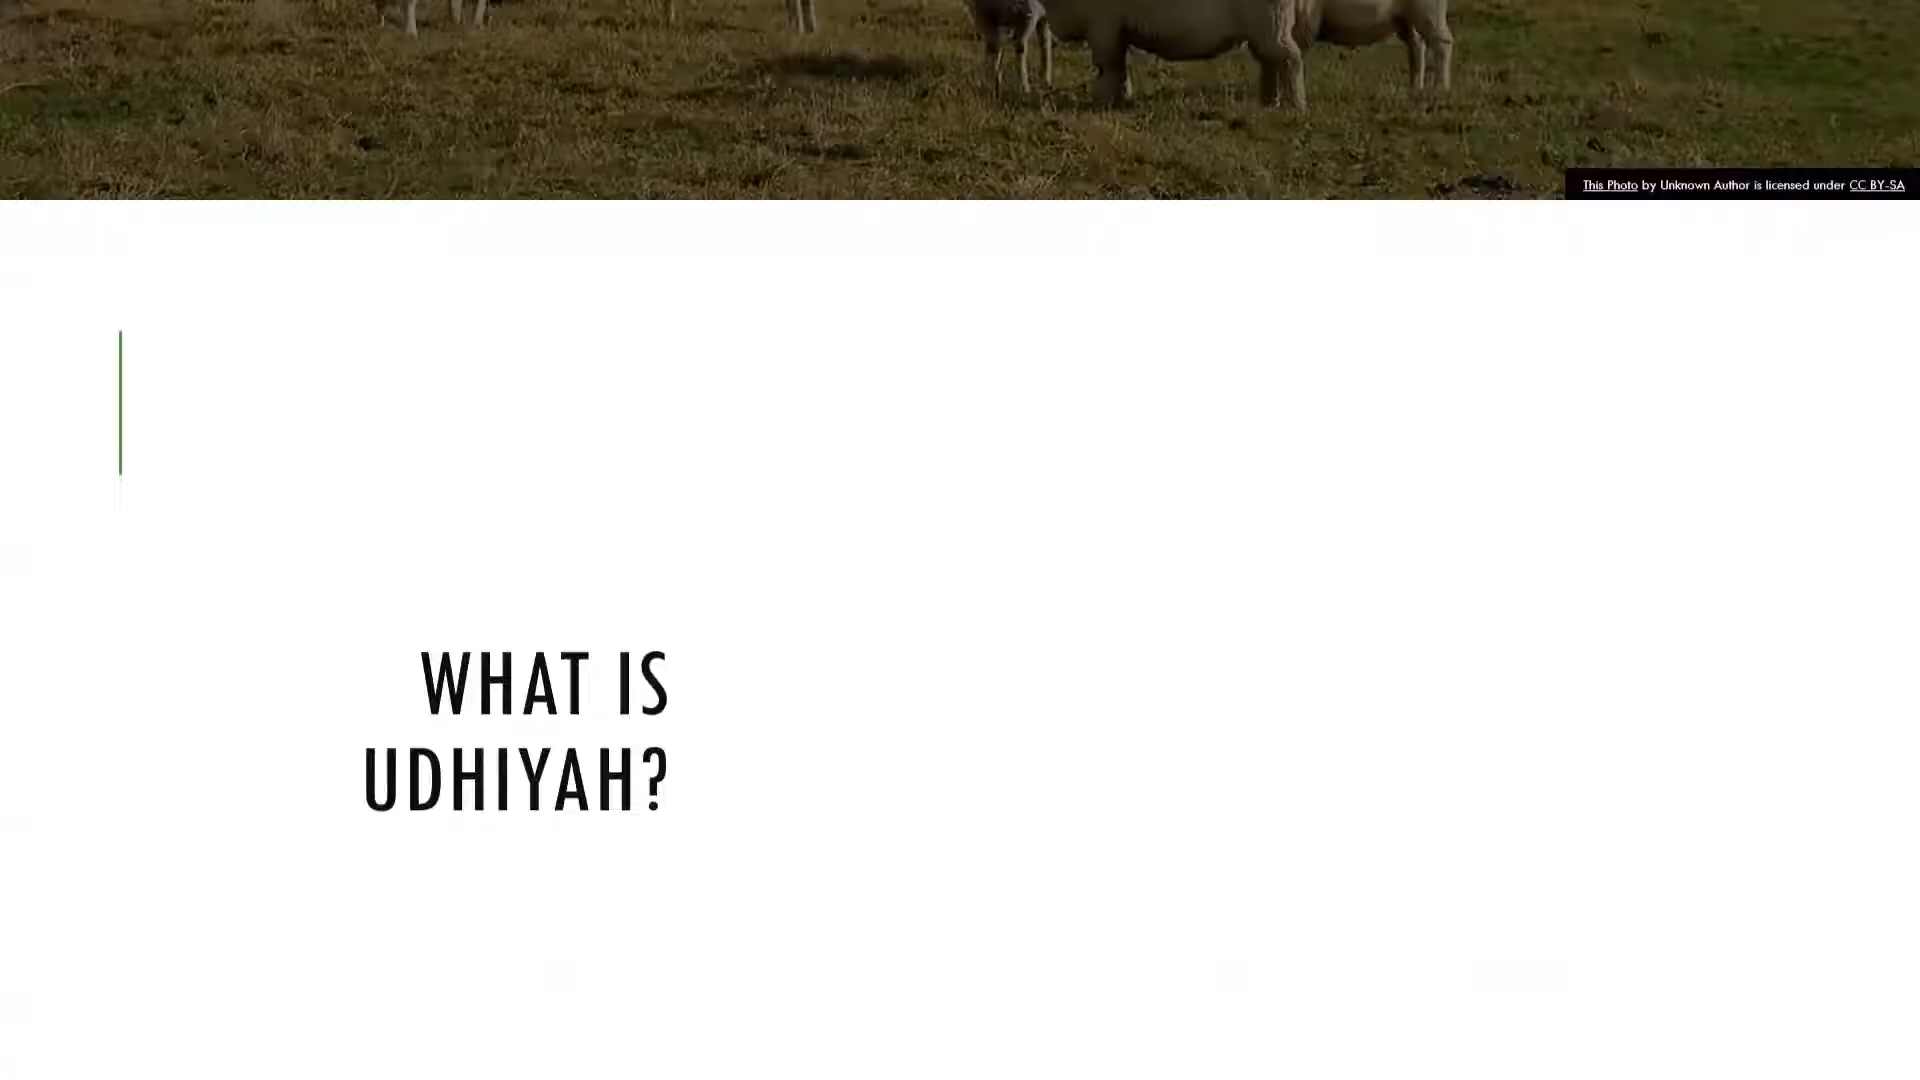 This Photo by Unknown Author is licensed under CC BY-SA
WHAT IS
UDHIYAH?